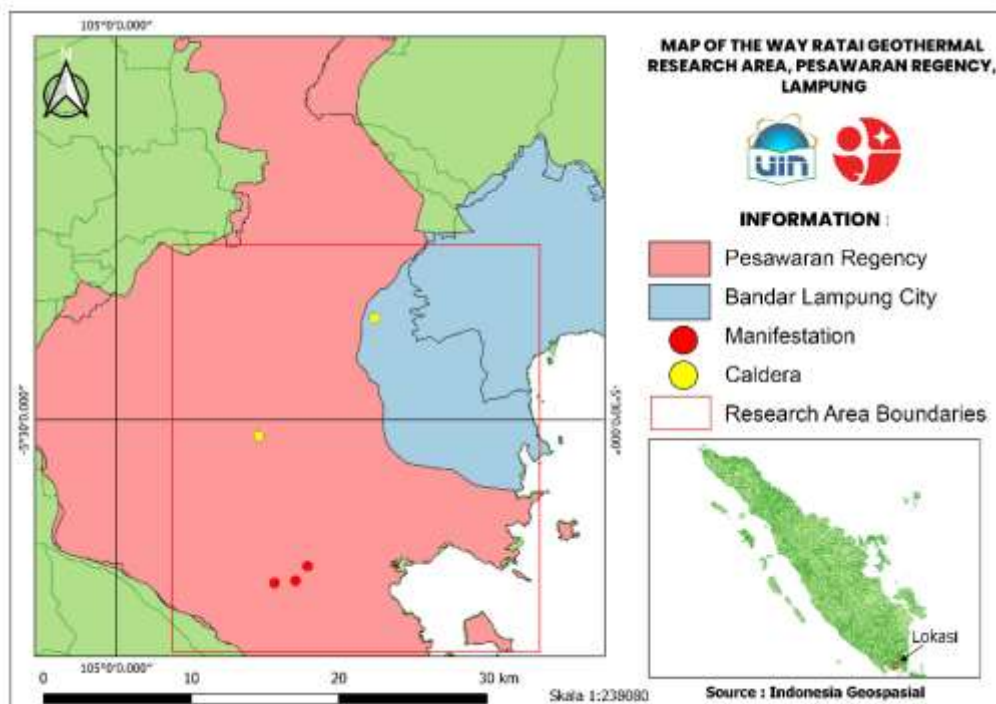 105°0'0.000"
N
-5°30'0.000"
-5°30'0.000"
105°0'0.000"
0 10 20 30 km
Skala 1:239080
MAP OF THE WAY RATAI GEOTHERMAL
RESEARCH AREA, PESAWARAN REGENCY,
LAMPUNG
uin
INFORMATION :
Pesawaran Regency
Bandar Lampung City
Manifestation
Caldera
Research Area Boundaries
Lokasi
Source : Indonesia Geospasial